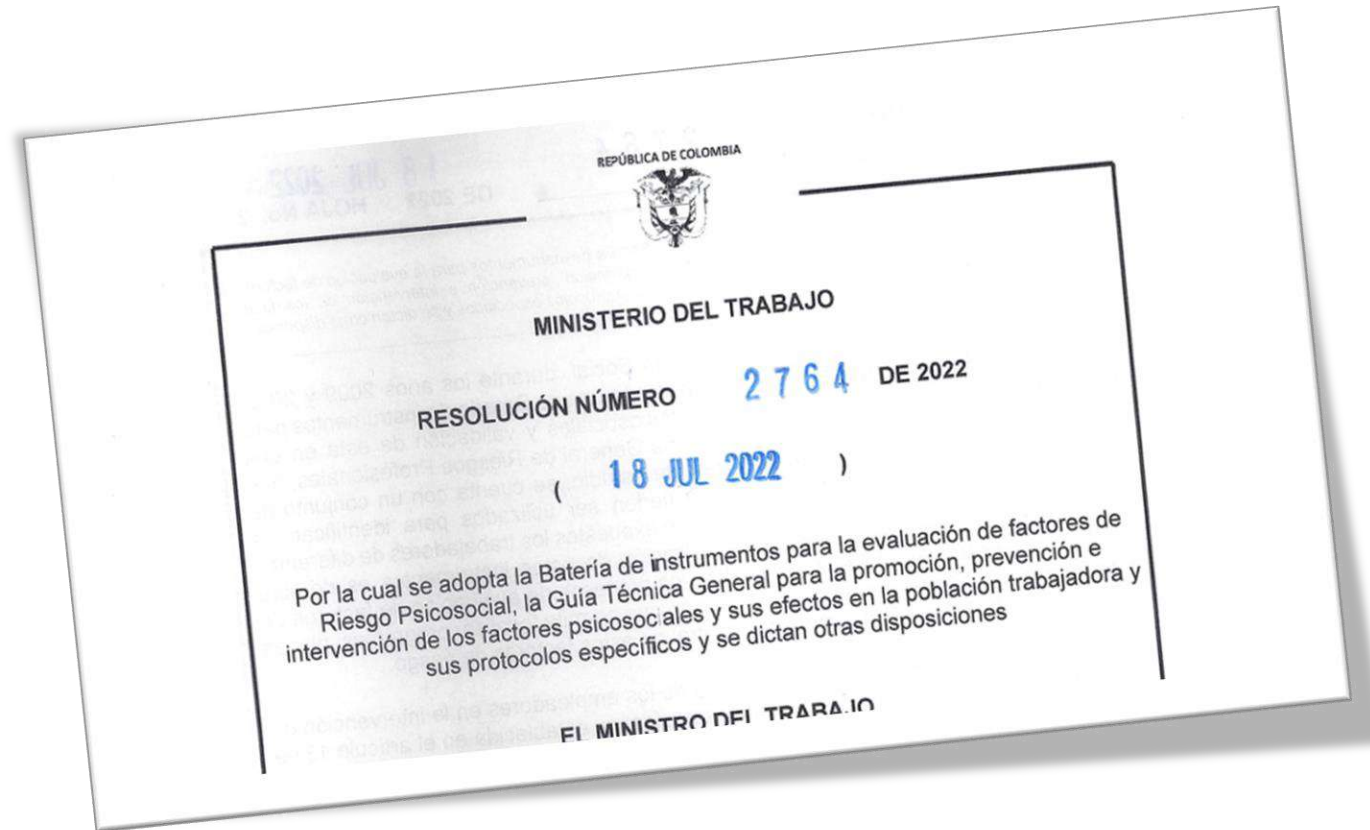 REPÚBLICA DE COLOMBIA
MINISTERIO DEL TRABAJO
RESOLUCIÓN NÚMERO 2764 DE 2022
( 18 JUL 2022 )
Por la cual se adopta la Batería de instrumentos para la evaluación de factores de
Riesgo Psicosocial, la Guía Técnica General para la promoción, prevención e
intervención de los factores psicosociales y sus efectos en la población trabajadora y
sus protocolos específicos y se dictan otras disposiciones
EL MINISTRO DEL TRABAJO